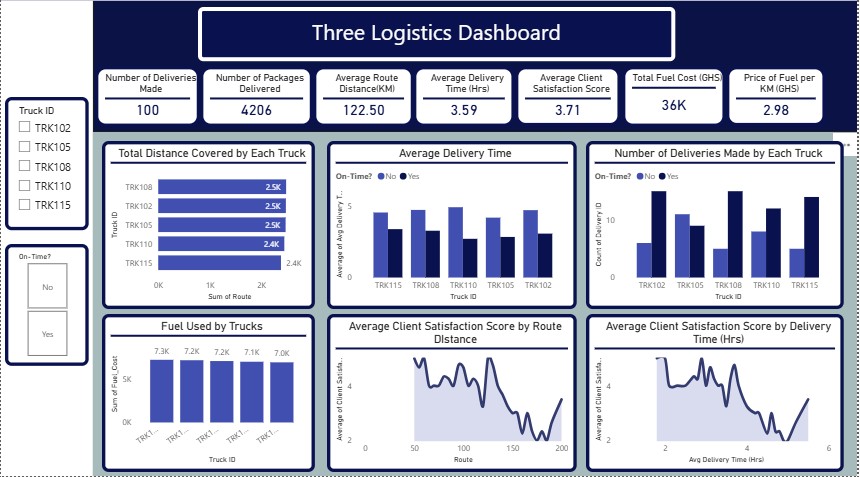 Three Logistics Dashboard
Number of Deliveries
Made
100
Number of Packages
Delivered
4206
Average Route
Distance(KM)
122.50
Average Delivery
Time (Hrs)
3.59
Average Client
Satisfaction Score
3.71
Total Fuel Cost (GHS)
36K
Price of Fuel per
KM (GHS)
2.98
Truck ID
TRK102
TRK105
TRK108
TRK110
TRK115
On-Time?
No
Yes
Total Distance Covered by Each Truck
Truck ID
TRK108
2.5K
TRK102
2.5K
TRK105
2.5K
TRK110
2.4K
TRK115
2.4K
0K 1K 2K
Sum of Route
Average Delivery Time
On-Time? No Yes
Average of Avg Delivery T...
5
0
TRK115 TRK108 TRK110 TRK105 TRK102
Truck ID
Number of Deliveries Made by Each Truck
On-Time? No Yes
Count of Delivery ID
10
0
TRK102 TRK105 TRK108 TRK110 TRK115
Truck ID
Fuel Used by Trucks
Sum of Fuel_Cost
7.3K 7.2K 7.2K 7.1K 7.0K
5K
0K
TRK1... TRK1... TRK1... TRK1... TRK1...
Truck ID
Average Client Satisfaction Score by Route
DIstance
Average of Client Satisfa...
4
2
0 50 100 150 200
Route
Average Client Satisfaction Score by Delivery
Time (Hrs)
Average of Client Satisfa...
4
2
2 4 6
Avg Delivery Time (Hrs)